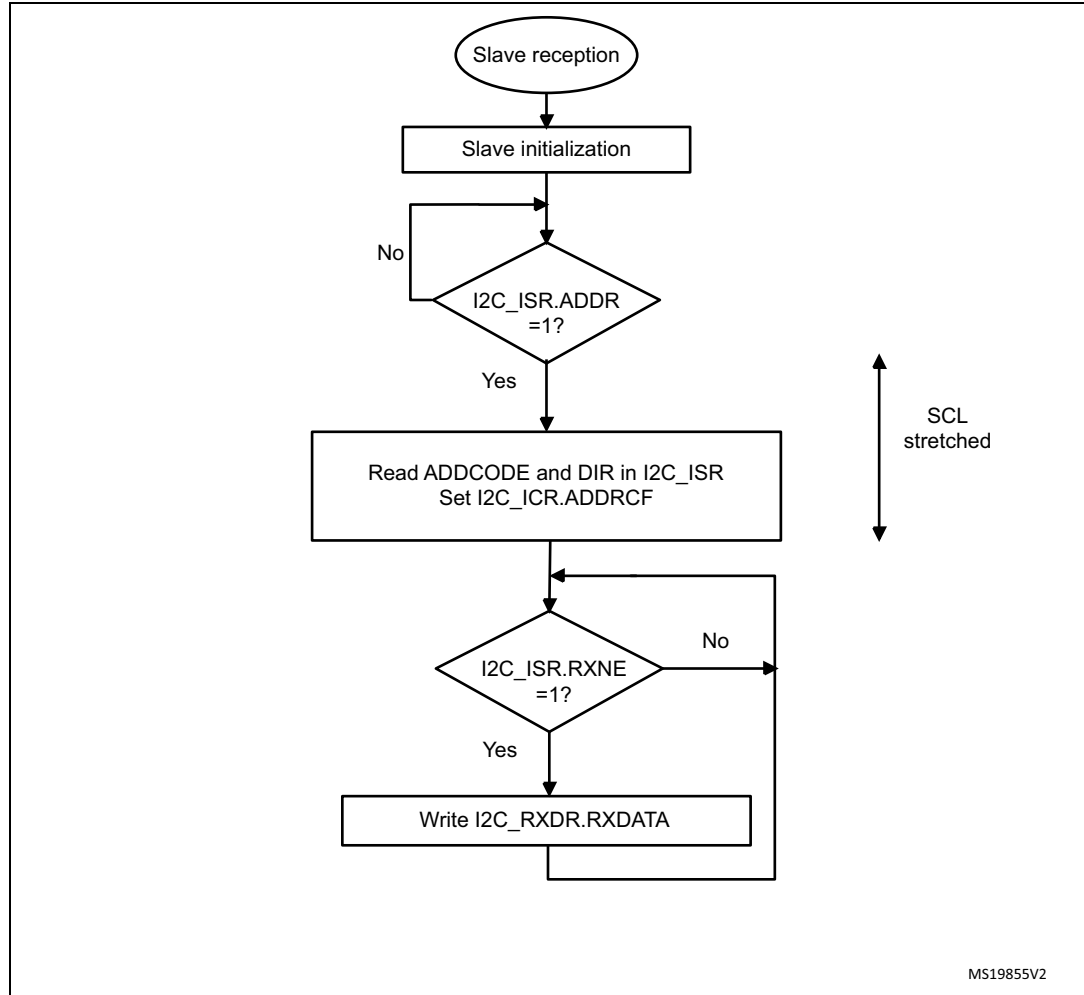 Slave reception
Slave initialization
No
I2C_ISR.ADDR
=1?
Yes
SCL
stretched
Read ADDCODE and DIR in I2C_ISR
Set I2C_ICR.ADDRCF
No
I2C_ISR.RXNE
=1?
Yes
Write I2C_RXDR.RXDATA
MS19855V2